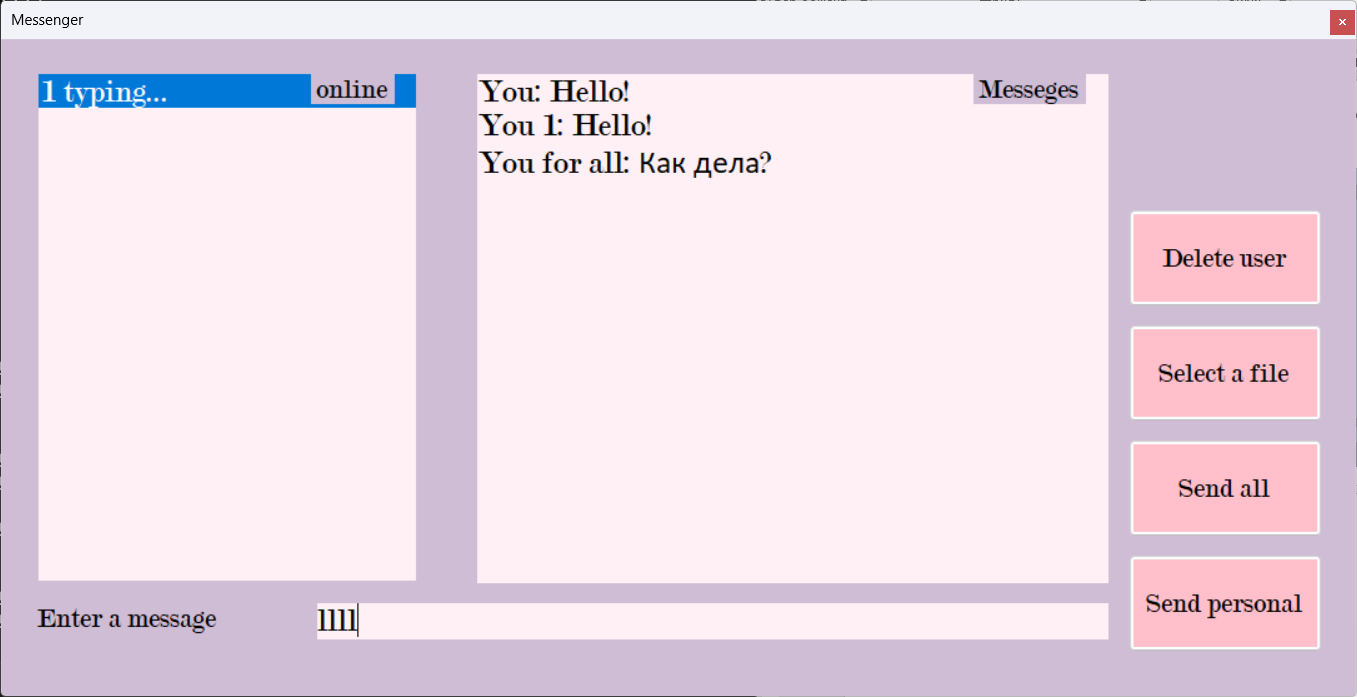 Messenger
1 typing...
online
You: Hello!
You 1: Hello!
You for all: Как дела?
Messeges
Delete user
Select a file
Send all
Send personal
Enter a message
llll